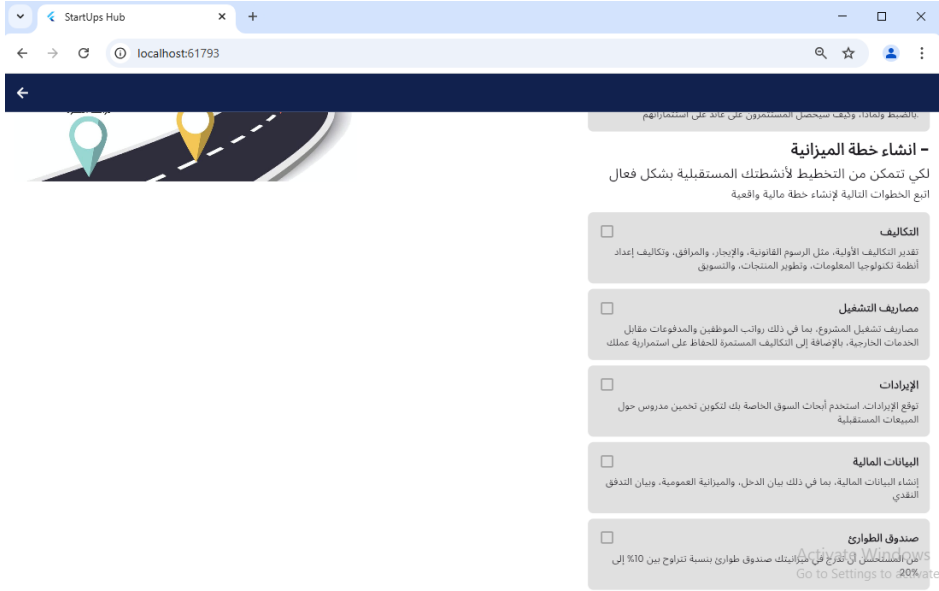 StartUps Hub
localhost:61793
بالضبط ولماذا، وكيف سيحصل المستثمرون على عائد على استثماراتهم.
- انشاء خطة الميزانية
لكي تتمكن من التخطيط لأنشطتك المستقبلية بشكل فعال
اتبع الخطوات التالية لإنشاء خطة مالية واقعية
التكاليف
تقدير التكاليف الأولية، مثل الرسوم القانونية، والإيجار، والمرافق، وتكاليف إعداد
أنظمة تكنولوجيا المعلومات، وتطوير المنتجات، والتسويق
مصاريف التشغيل
مصاريف تشغيل المشروع، بما في ذلك رواتب الموظفين والمدفوعات مقابل
الخدمات الخارجية، بالإضافة إلى التكاليف المستمرة للحفاظ على استمرارية عملك
الإيرادات
توقع الإيرادات. استخدم أبحاث السوق الخاصة بك لتكوين تخمين مدروس حول
المبيعات المستقبلية
البيانات المالية
إنشاء البيانات المالية، بما في ذلك بيان الدخل، والميزانية العمومية، وبيان التدفق
النقدي
صندوق الطوارئ
من المستحسن أن تدرج في ميزانيتك صندوق طوارئ بنسبة تتراوح بين 10% إلى
20%
Activate Windows
Go to Settings to activate